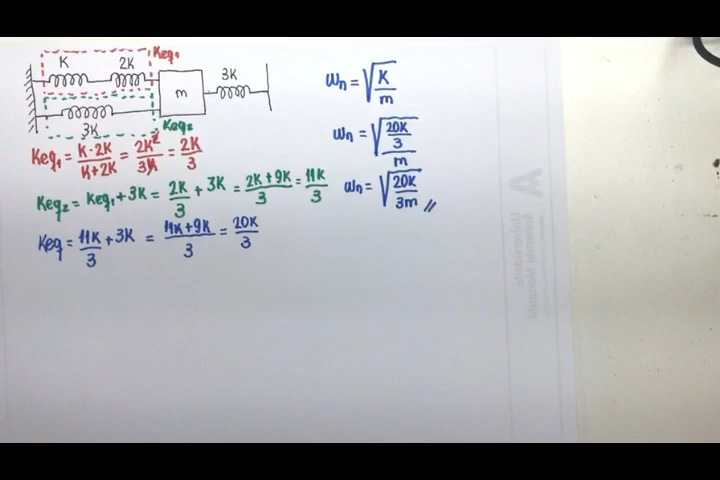 Keq₁
K 2K
3K
m
3K
Keq₂
Keq₁ = K·2K/K+2K = 2K²/3K = 2K/3
Keq₂ = Keq₁ + 3K = 2K/3 + 3K = 2K+9K/3 = 11K/3
Keq = 11K/3 + 3K = 11K+9K/3 = 20K/3
ωn = √K/m
ωn = √20K/3/m
ωn = √20K/3m //